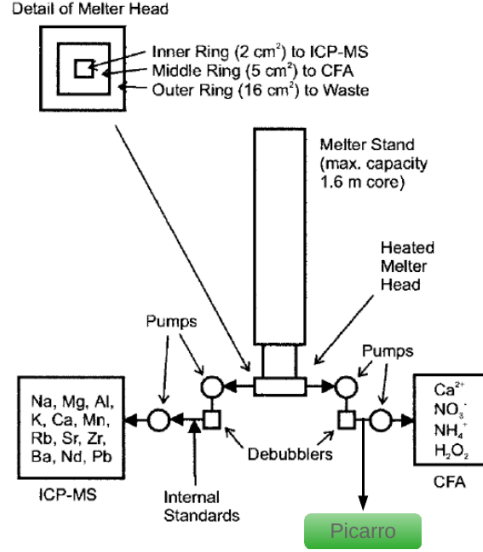 Detail of Melter Head
Inner Ring (2 cm²) to ICP-MS
Middle Ring (5 cm²) to CFA
Outer Ring (16 cm²) to Waste
Melter Stand
(max. capacity
1.6 m core)
Heated
Melter
Head
Pumps
Pumps
Na, Mg, Al,
K, Ca, Mn,
Rb, Sr, Zr,
Ba, Nd, Pb
ICP-MS
Debubblers
Internal
Standards
Ca²⁺
NO₃⁻
NH₄⁺
H₂O₂
CFA
Picarro